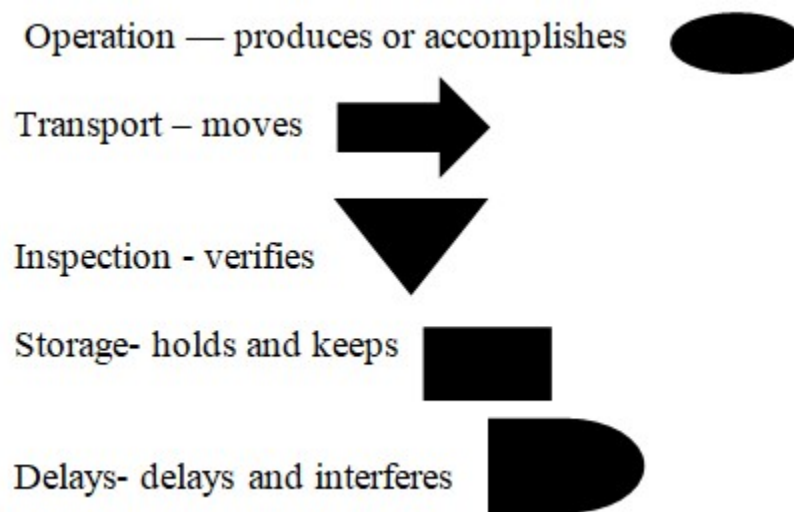 Operation — produces or accomplishes
Transport – moves
Inspection - verifies
Storage- holds and keeps
Delays- delays and interferes